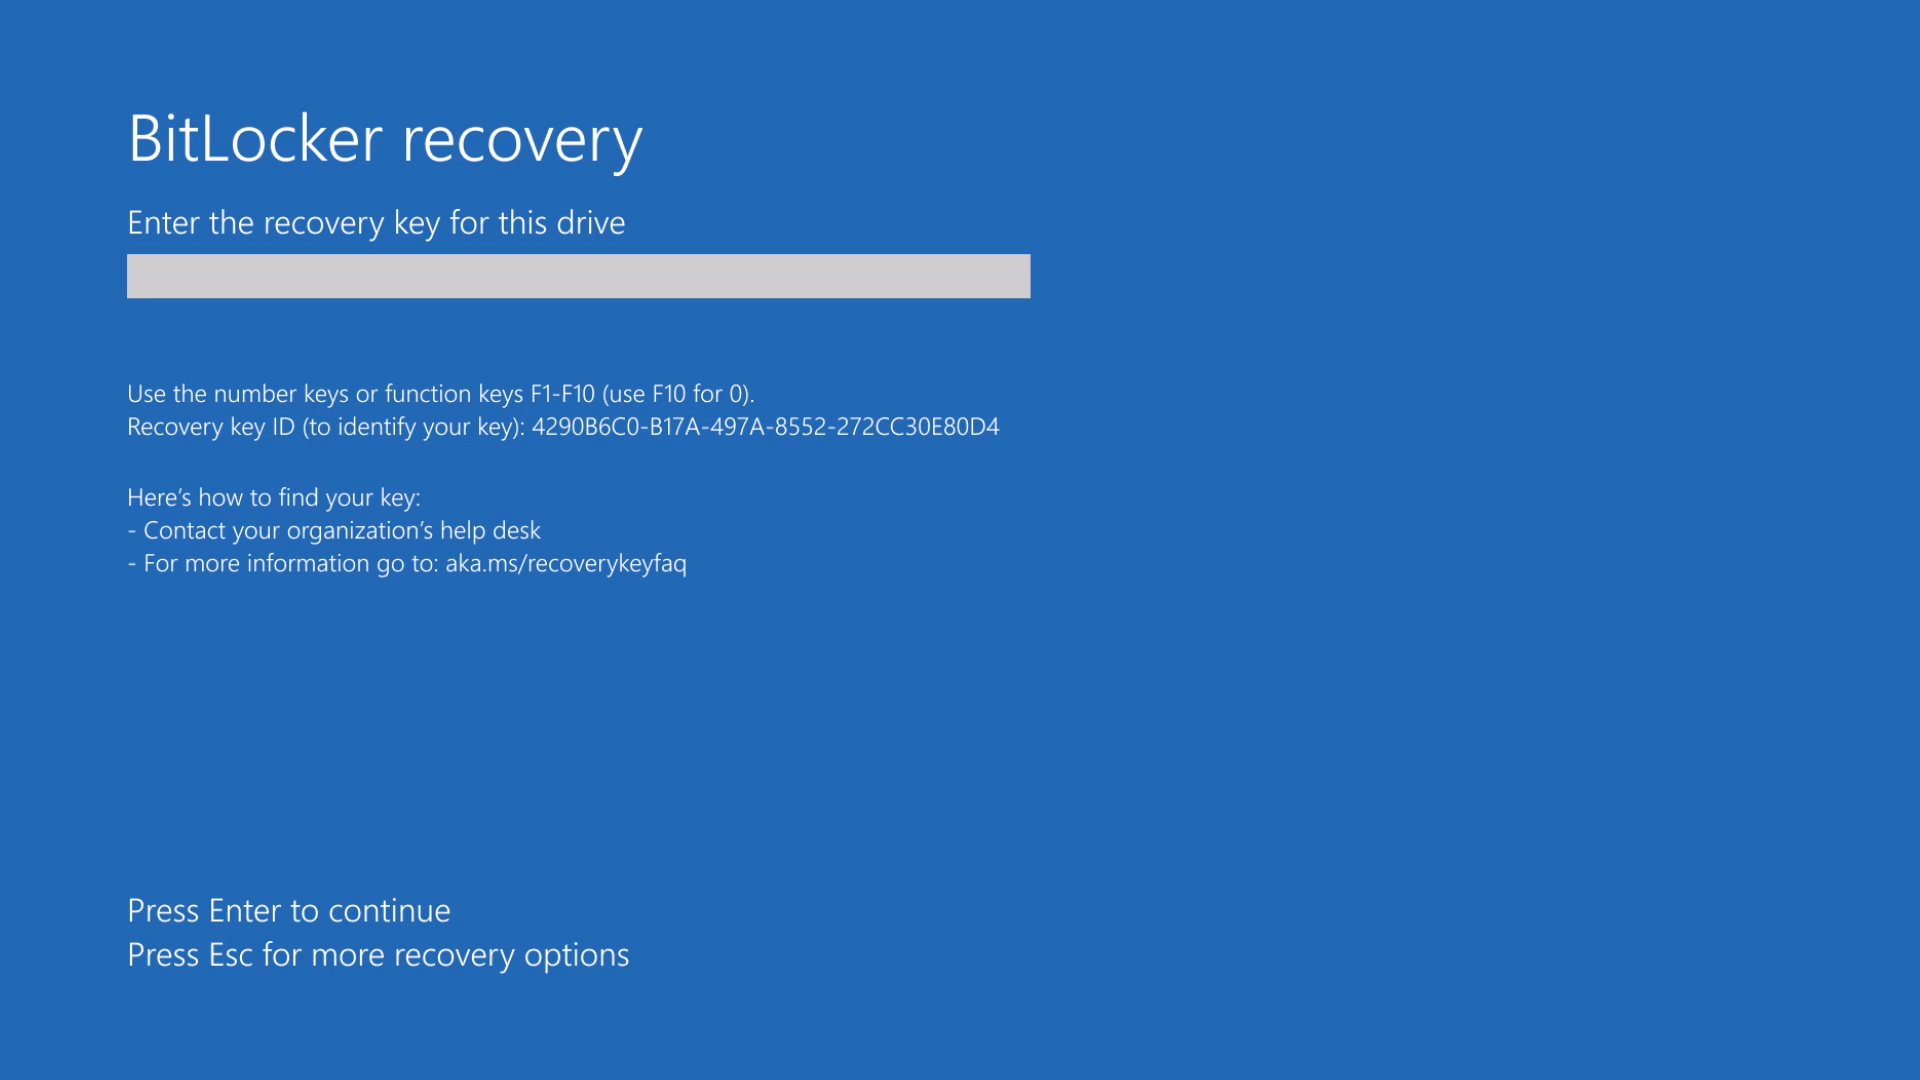 BitLocker recovery
Enter the recovery key for this drive
Use the number keys or function keys F1-F10 (use F10 for 0).
Recovery key ID (to identify your key): 4290B6C0-B17A-497A-8552-272CC30E80D4
Here’s how to find your key:
- Contact your organization’s help desk
- For more information go to: aka.ms/recoverykeyfaq
Press Enter to continue
Press Esc for more recovery options